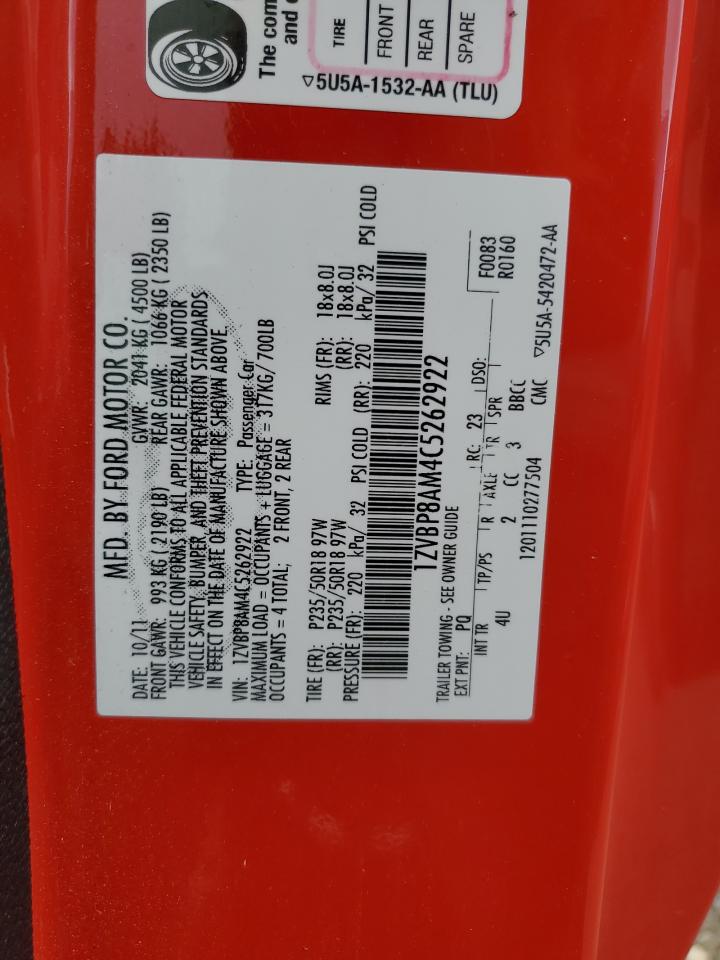 The com
and c
TIRE
FRONT
REAR
SPARE
▽5U5A-1532-AA (TLU)
MFD. BY FORD MOTOR CO.
DATE: 10/11 GVWR: 2041 KG ( 4500 LB)
FRONT GAWR: 993 KG ( 2190 LB) REAR GAWR: 1066 KG ( 2350 LB)
THIS VEHICLE CONFORMS TO ALL APPLICABLE FEDERAL MOTOR
VEHICLE SAFETY, BUMPER, AND THEFT PREVENTION STANDARDS
IN EFFECT ON THE DATE OF MANUFACTURE SHOWN ABOVE.
VIN: 1ZVBP8AM4C5262922 TYPE: Passenger Car
MAXIMUM LOAD = OCCUPANTS + LUGGAGE = 317KG/ 700LB
OCCUPANTS = 4 TOTAL; 2 FRONT, 2 REAR
TIRE (FR): P235/50R18 97W RIMS (FR): 18x8.0J
(RR): P235/50R18 97W (RR): 18x8.0J
PRESSURE (FR): 220 kPa/ 32 PSI COLD (RR): 220 kPa/ 32 PSI COLD
1ZVBP8AM4C5262922
TRAILER TOWING - SEE OWNER GUIDE
EXT PNT: PQ RC: 23 DSO: F0083
R0160
INT TR TP/PS R AXLE TR SPR
4U 2 CC 3 BBCC
1201110277504 CMC ▽5U5A-5420472-AA